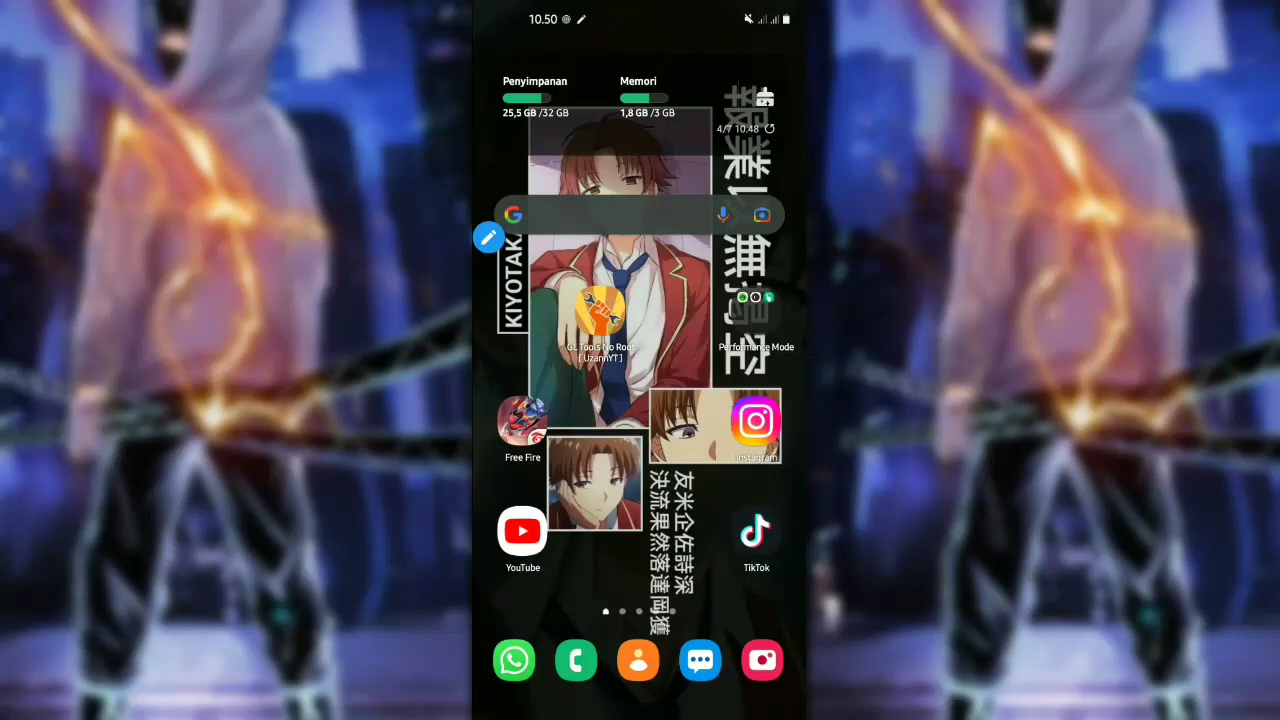 10.50
Penyimpanan
25,5 GB /32 GB
Memori
1,8 GB /3 GB
4/7 10.48
KIYOTAK
GL Tools No Root
[ UzannYT ]
Performance Mode
Free Fire
Instagram
友米企佐詩深
決流果然落達岡獲
YouTube
TikTok